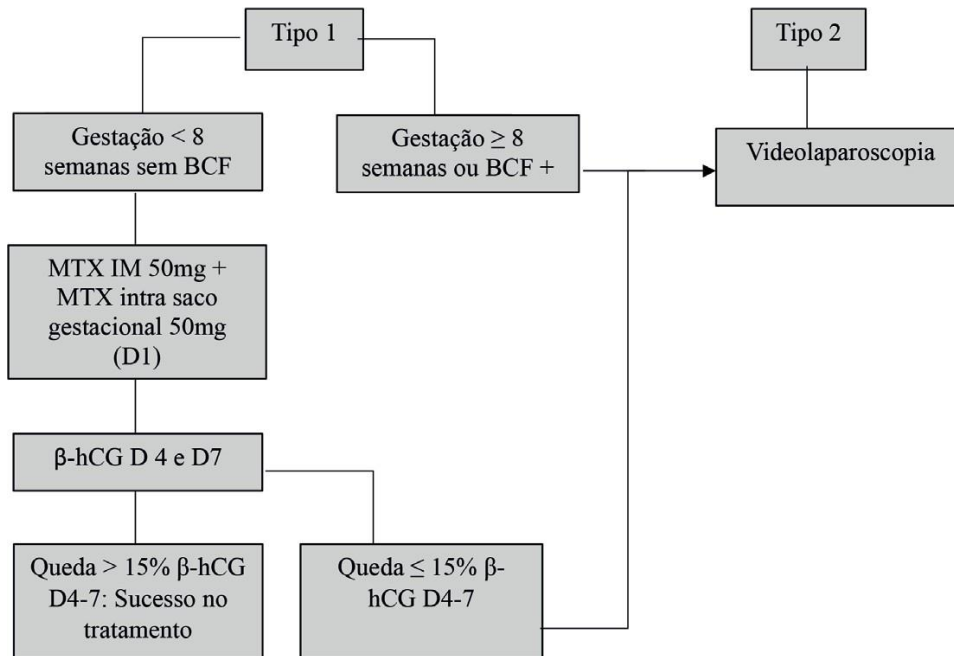 Tipo 1
Tipo 2
Gestação < 8
semanas sem BCF
Gestação ≥ 8
semanas ou BCF +
Videolaparoscopia
MTX IM 50mg +
MTX intra saco
gestacional 50mg
(D1)
β-hCG D 4 e D7
Queda > 15% β-hCG
D4-7: Sucesso no
tratamento
Queda ≤ 15% β-
hCG D4-7